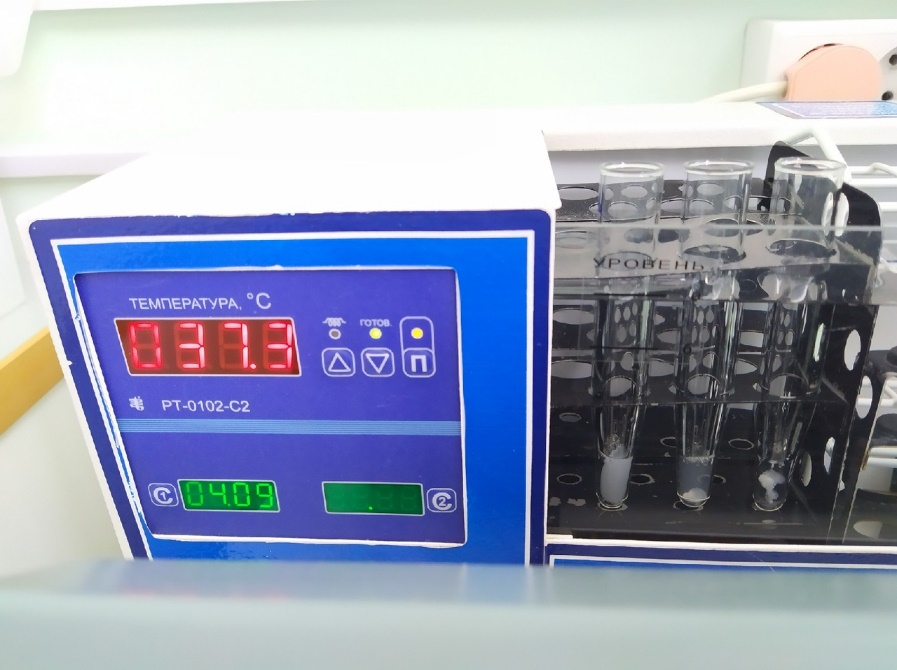 ТЕМПЕРАТУРА, °C
037.3
ГОТОВ.
П
РТ-0102-С2
1
04.09
2
УРОВЕНЬ